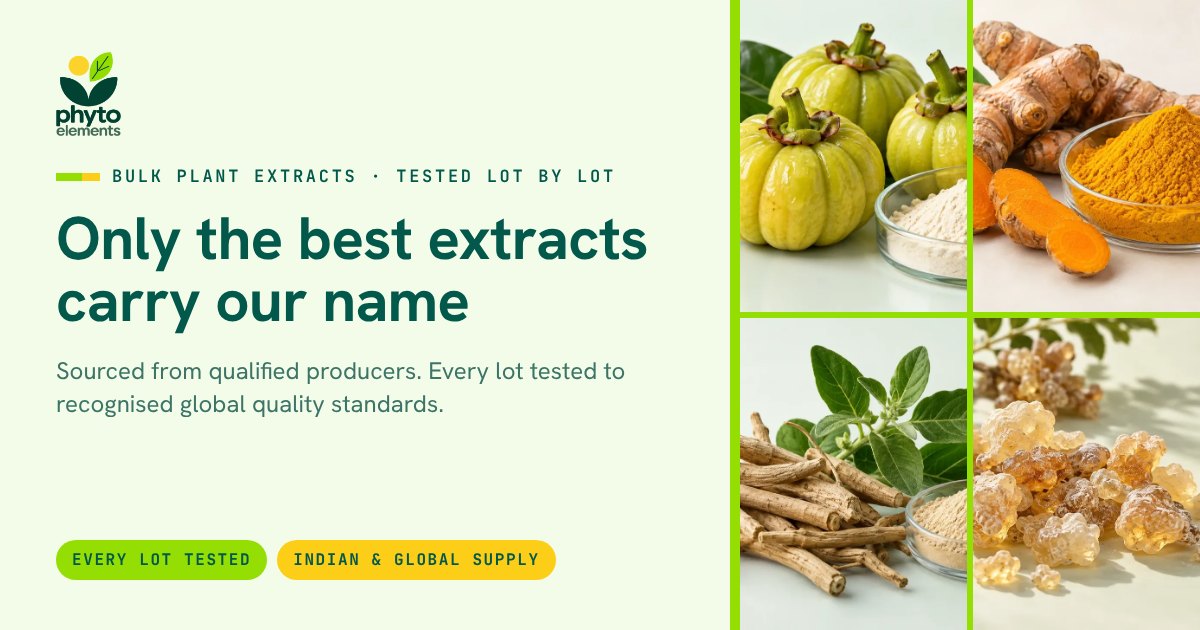 phyto
elements
BULK PLANT EXTRACTS · TESTED LOT BY LOT
Only the best extracts
carry our name
Sourced from qualified producers. Every lot tested to
recognised global quality standards.
EVERY LOT TESTED
INDIAN & GLOBAL SUPPLY